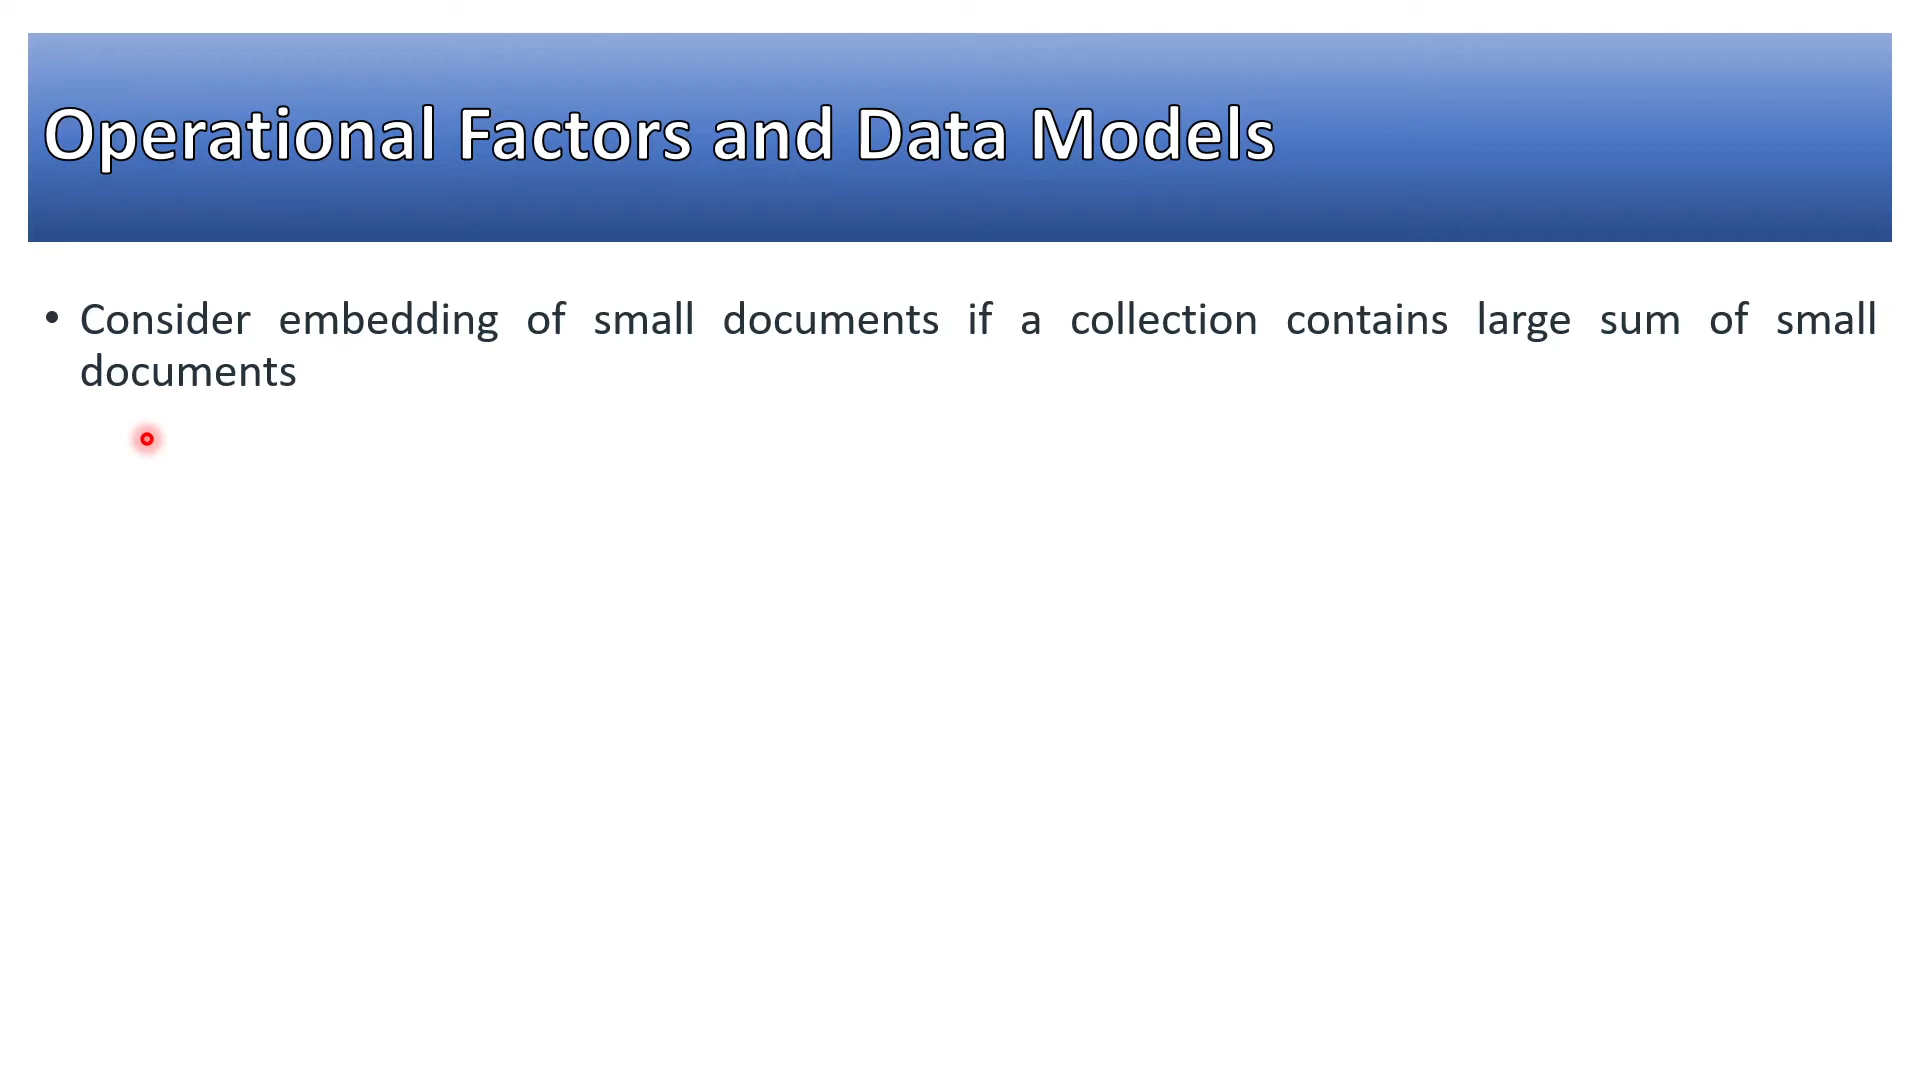 Operational Factors and Data Models
• Consider embedding of small documents if a collection contains large sum of small
documents